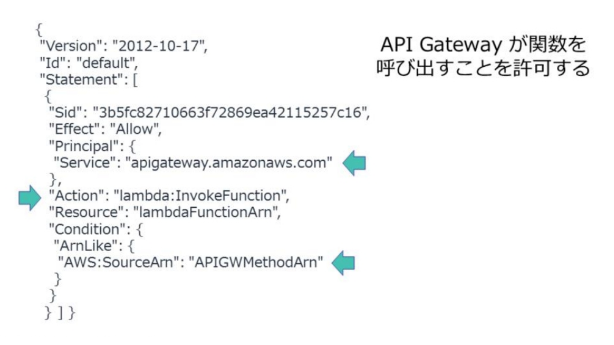 {
"Version": "2012-10-17",
"Id": "default",
"Statement": [
{
"Sid": "3b5fc82710663f72869ea42115257c16",
"Effect": "Allow",
"Principal": {
"Service": "apigateway.amazonaws.com"
},
"Action": "lambda:InvokeFunction",
"Resource": "lambdaFunctionArn",
"Condition": {
"ArnLike": {
"AWS:SourceArn": "APIGWMethodArn"
}
}
} ] }
API Gateway が関数を
呼び出すことを許可する